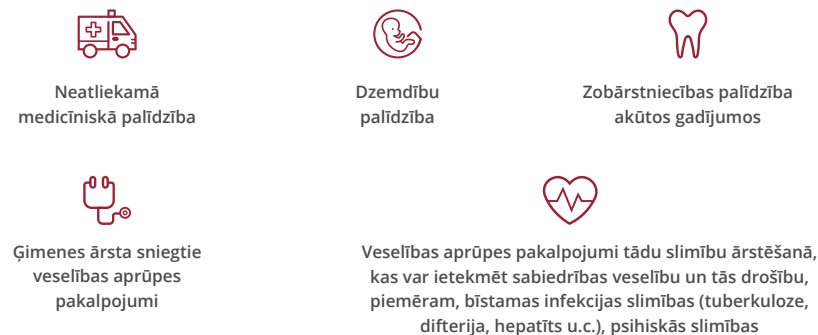 Neatliekamā
medicīniskā palīdzība
Dzemdību
palīdzība
Zobārstniecības palīdzība
akūtos gadījumos
Ģimenes ārsta sniegtie
veselības aprūpes
pakalpojumi
Veselības aprūpes pakalpojumi tādu slimību ārstēšanā,
kas var ietekmēt sabiedrības veselību un tās drošību,
piemēram, bīstamas infekcijas slimības (tuberkuloze,
difterija, hepatīts u.c.), psihiskās slimības